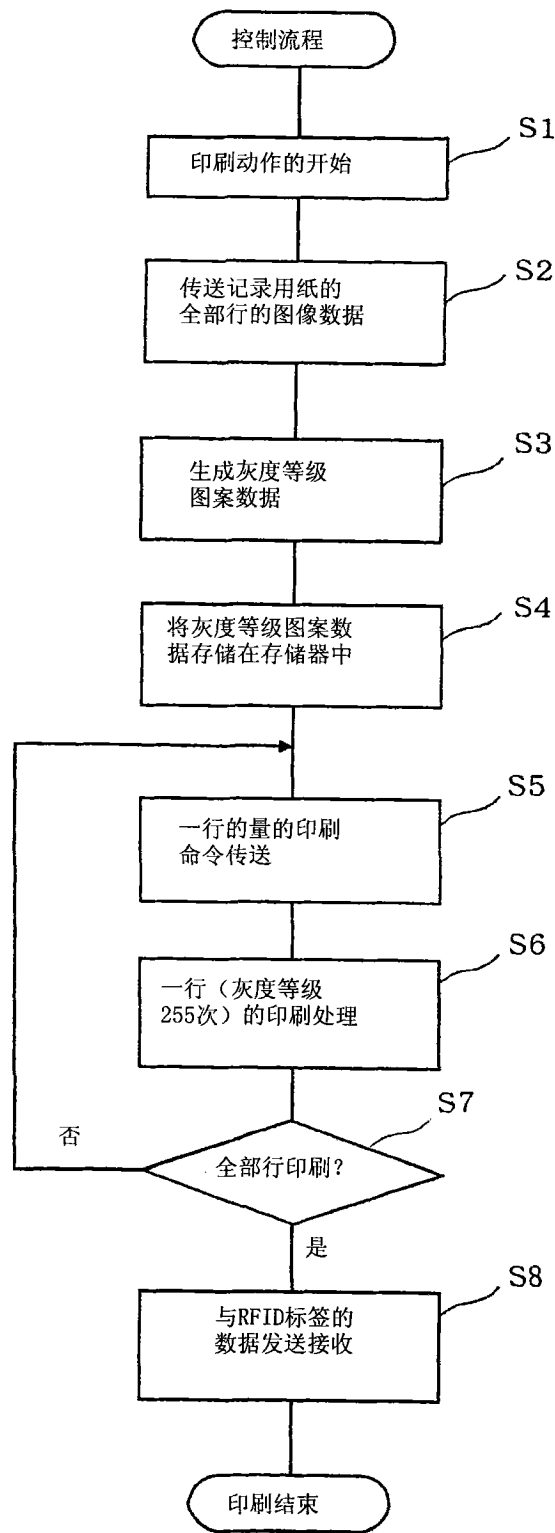 控制流程
S1
印刷动作的开始
S2
传送记录用纸的
全部行的图像数据
S3
生成灰度等级
图案数据
S4
将灰度等级图案数
据存储在存储器中
S5
一行的量的印刷
命令传送
S6
一行（灰度等级
255次）的印刷处理
S7
否
全部行印刷？
是
S8
与RFID标签的
数据发送接收
印刷结束